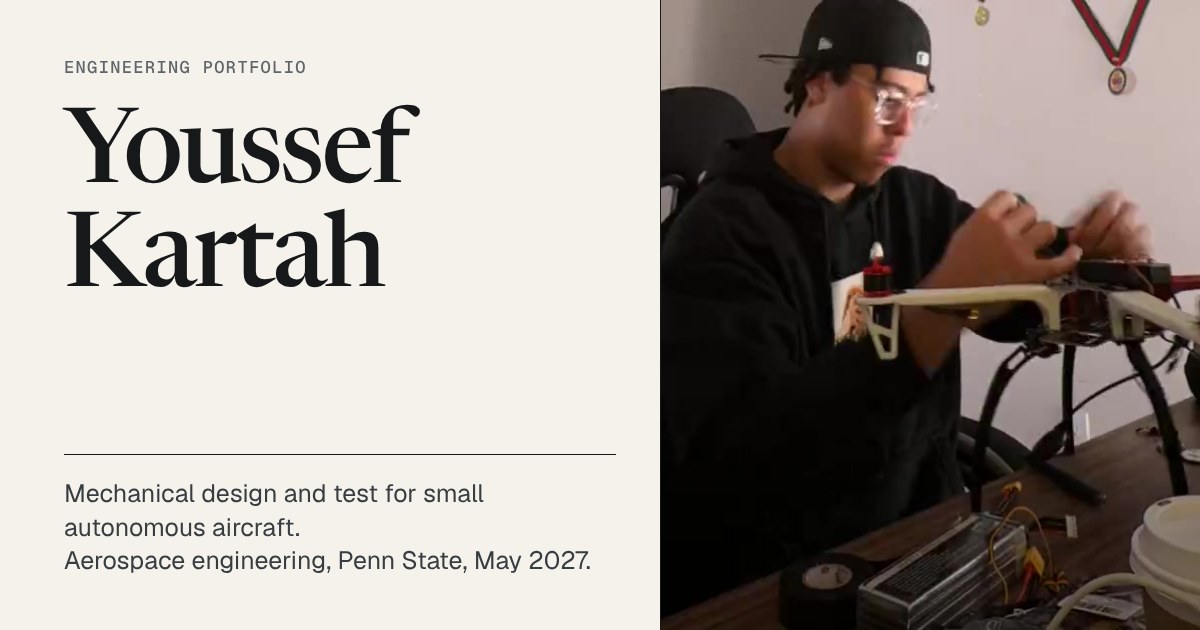 ENGINEERING PORTFOLIO
Youssef
Kartah
Mechanical design and test for small
autonomous aircraft.
Aerospace engineering, Penn State, May 2027.